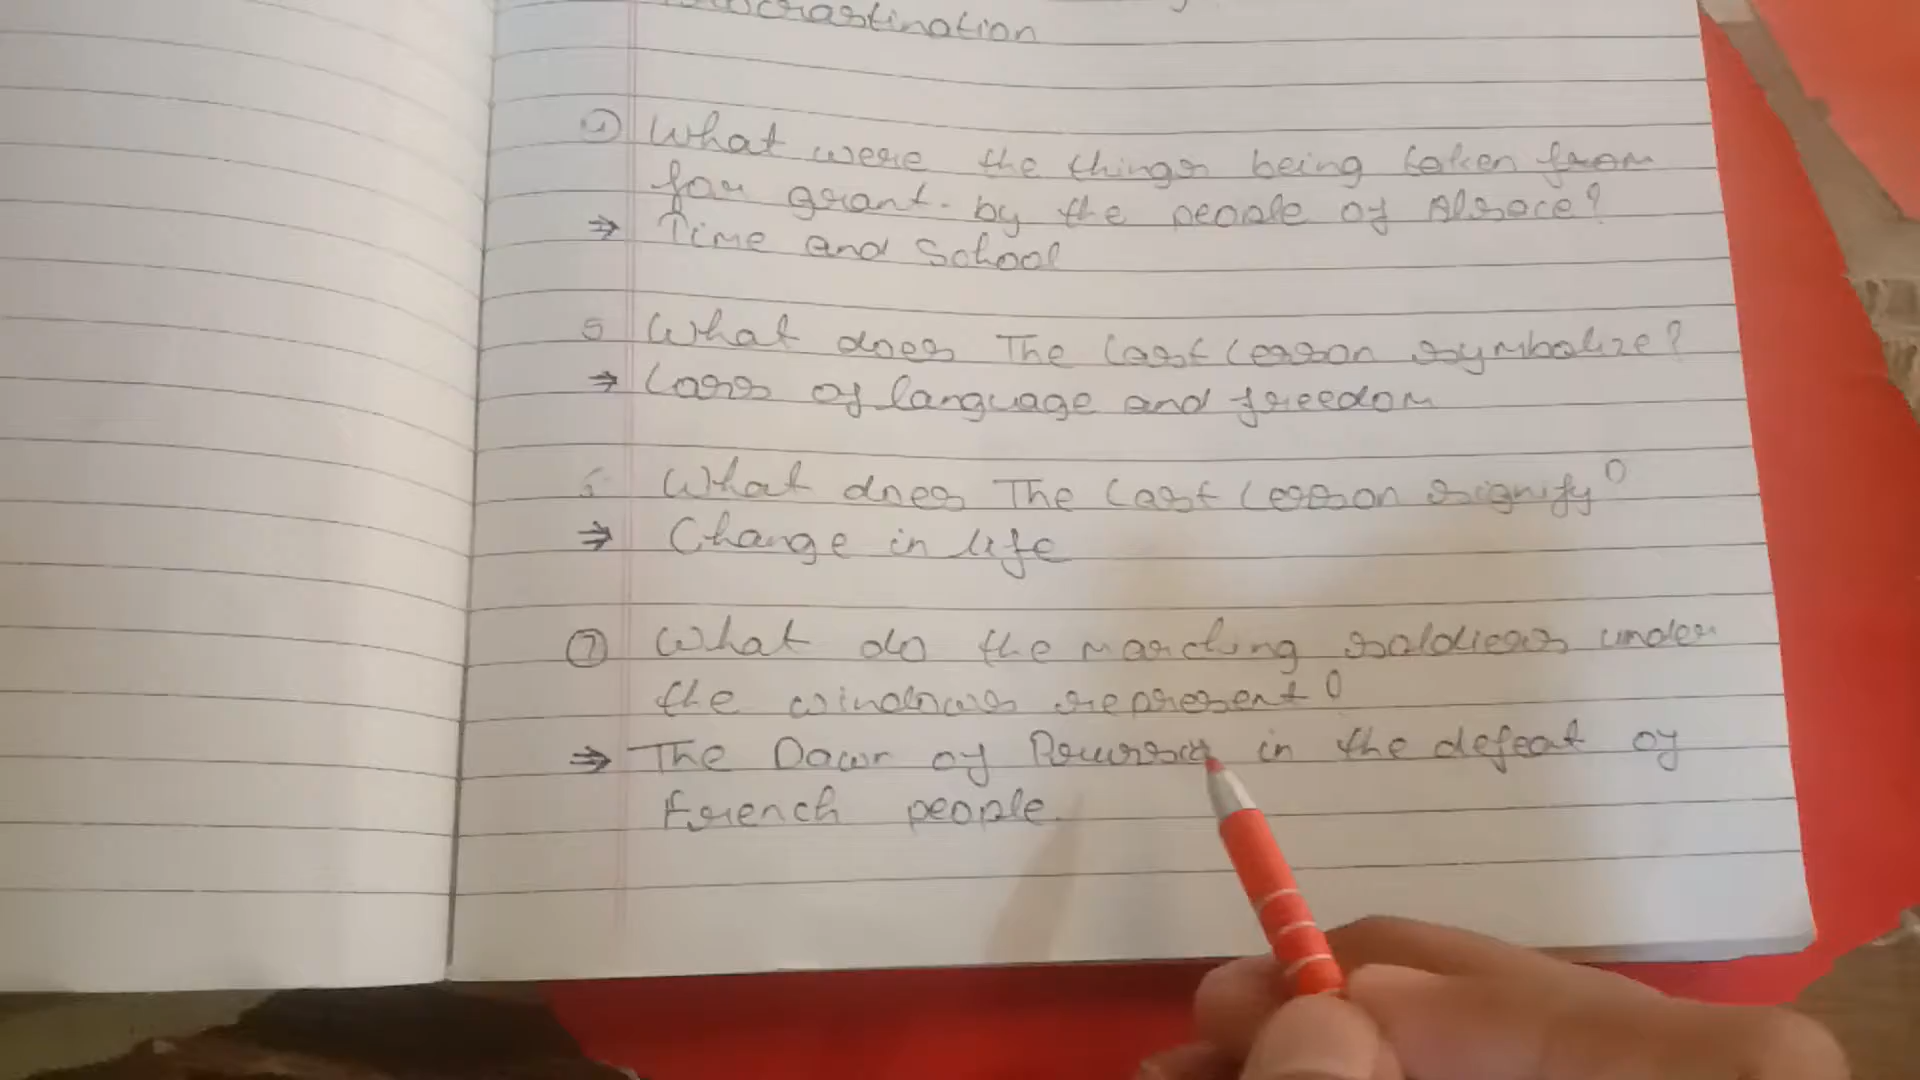 crastination
④ What were the things being taken from
for grant. by the people of Alsace?
⇒ Time and School
5 What does The Last Lesson symbolize?
⇒ Loss of language and freedom
What does The Last Lesson signify?
⇒ Change in life
⑦ What do the marching soldiers under
the windows represent?
⇒ The Dawn of Prussia in the defeat of
French people.